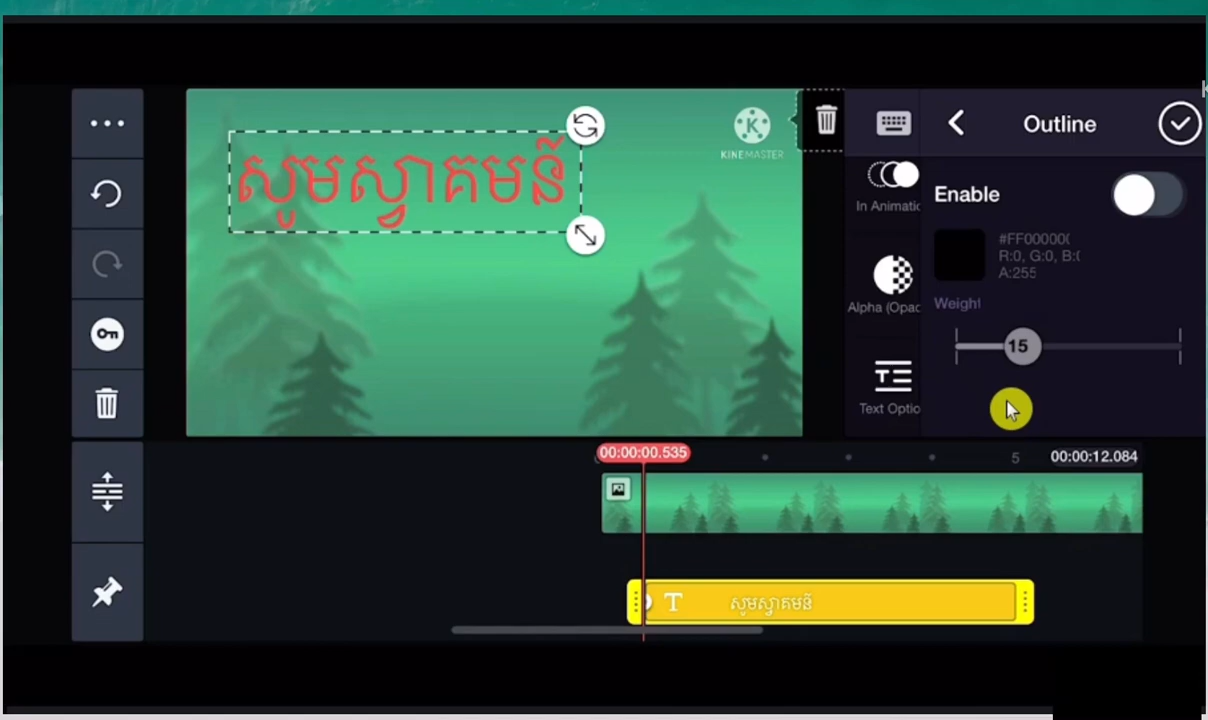 Outline
KINEMASTER
សូមស្វាគមន៍
Enable
In Animatic
#FF00000(
R:0, G:0, B:(
A:255
Alpha (Opac
Weight
15
Text Optio
00:00:00.535
5
00:00:12.084
T សូមស្វាគមន៍